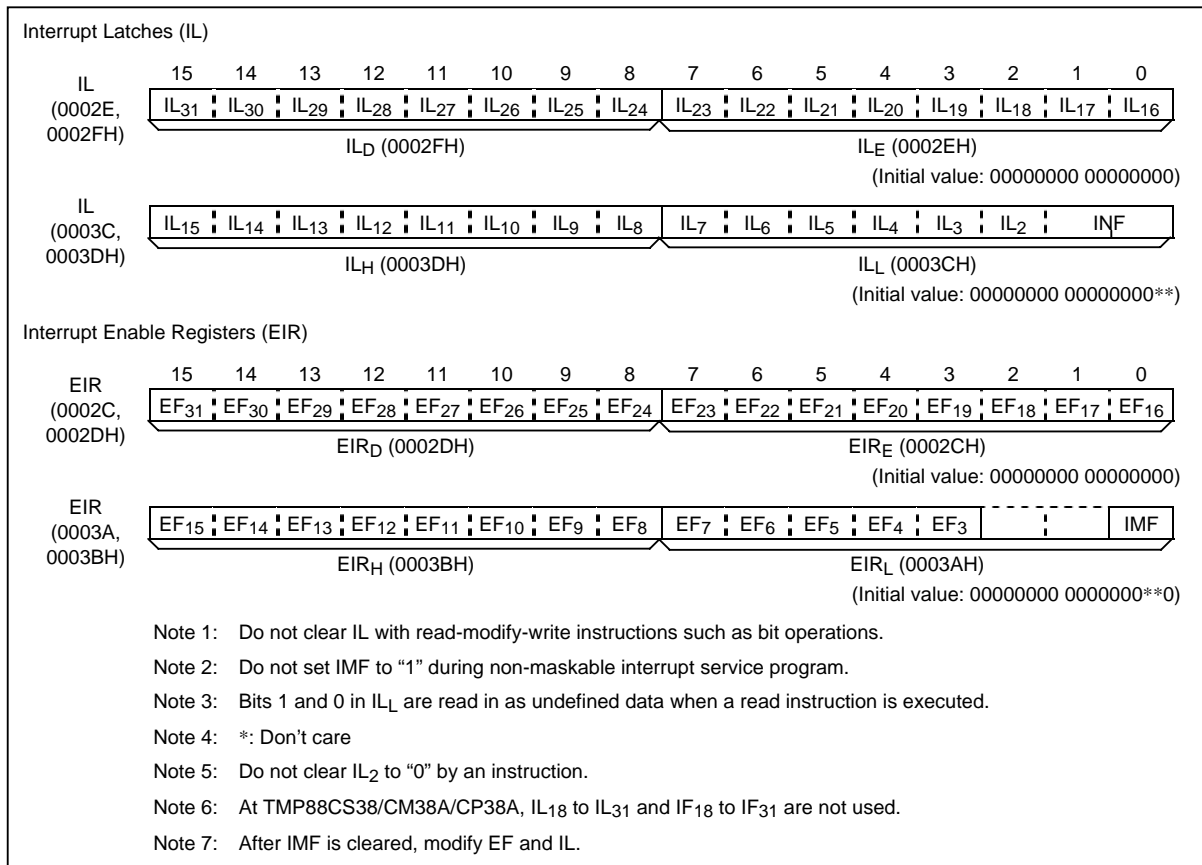 Interrupt Latches (IL)
15 14 13 12 11 10 9 8 7 6 5 4 3 2 1 0
IL
(0002E,
0002FH)
IL31 IL30 IL29 IL28 IL27 IL26 IL25 IL24 IL23 IL22 IL21 IL20 IL19 IL18 IL17 IL16
ILD (0002FH) ILE (0002EH)
(Initial value: 00000000 00000000)
IL
(0003C,
0003DH)
IL15 IL14 IL13 IL12 IL11 IL10 IL9 IL8 IL7 IL6 IL5 IL4 IL3 IL2 INF
ILH (0003DH) ILL (0003CH)
(Initial value: 00000000 00000000**)
Interrupt Enable Registers (EIR)
15 14 13 12 11 10 9 8 7 6 5 4 3 2 1 0
EIR
(0002C,
0002DH)
EF31 EF30 EF29 EF28 EF27 EF26 EF25 EF24 EF23 EF22 EF21 EF20 EF19 EF18 EF17 EF16
EIRD (0002DH) EIRE (0002CH)
(Initial value: 00000000 00000000)
EIR
(0003A,
0003BH)
EF15 EF14 EF13 EF12 EF11 EF10 EF9 EF8 EF7 EF6 EF5 EF4 EF3 IMF
EIRH (0003BH) EIRL (0003AH)
(Initial value: 00000000 0000000**0)
Note 1: Do not clear IL with read-modify-write instructions such as bit operations.
Note 2: Do not set IMF to “1” during non-maskable interrupt service program.
Note 3: Bits 1 and 0 in ILL are read in as undefined data when a read instruction is executed.
Note 4: *: Don’t care
Note 5: Do not clear IL2 to “0” by an instruction.
Note 6: At TMP88CS38/CM38A/CP38A, IL18 to IL31 and IF18 to IF31 are not used.
Note 7: After IMF is cleared, modify EF and IL.